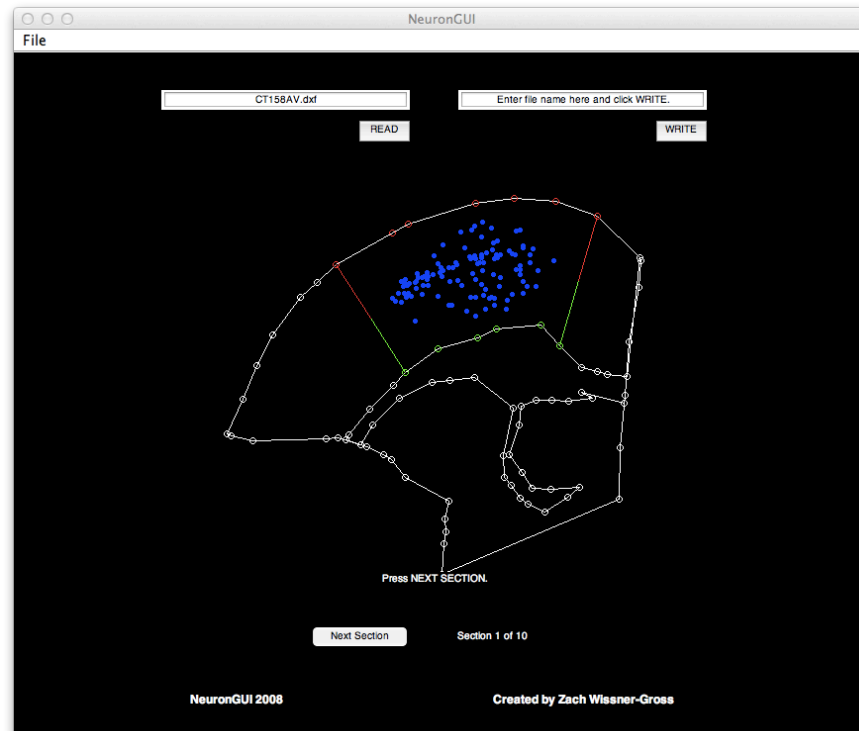 NeuronGUI
File
CT158AV.dxf
Enter file name here and click WRITE.
READ
WRITE
Press NEXT SECTION.
Next Section
Section 1 of 10
NeuronGUI 2008
Created by Zach Wissner-Gross